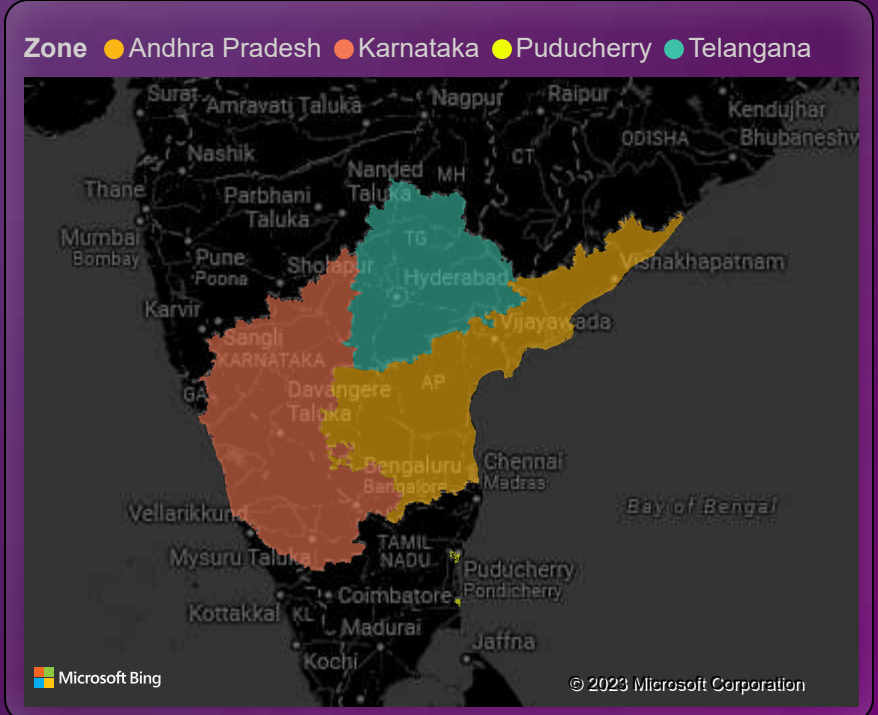 Zone Andhra Pradesh Karnataka Puducherry Telangana
Surat
Amravati Taluka
Nagpur
Raipur
Kendujhar
ODISHA
Bhubaneshw
CT
Nashik
Nanded
Taluka
MH
Thane
Parbhani
Taluka
Mumbai
Bombay
TG
Pune
Poona
Sholapur
Hyderabad
Vishakhapatnam
Karvir
Vijayawada
Sangli
KARNATAKA
GA
Davangere
Taluka
AP
Bengaluru
Bangalore
Chennai
Madras
Bay of Bengal
Vellarikkund
Mysuru Taluka
TAMIL
NADU
Puducherry
Pondicherry
Coimbatore
Kottakkal
KL
Madurai
Jaffna
Kochi
Microsoft Bing
© 2023 Microsoft Corporation